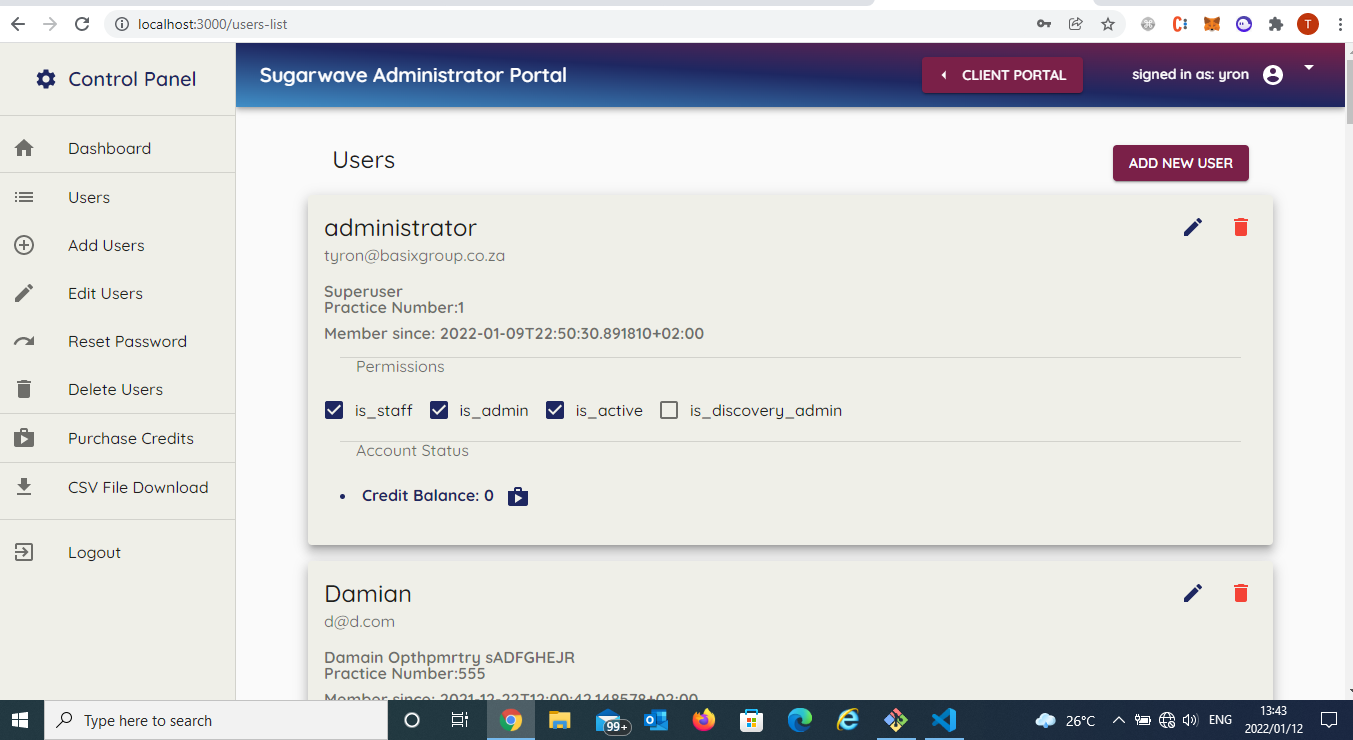 localhost:3000/users-list
T
Control Panel
Sugarwave Administrator Portal
CLIENT PORTAL
signed in as: yron
Dashboard
Users
Add Users
Edit Users
Reset Password
Delete Users
Purchase Credits
CSV File Download
Logout
Users
ADD NEW USER
administrator
tyron@basixgroup.co.za
Superuser
Practice Number:1
Member since: 2022-01-09T22:50:30.891810+02:00
Permissions
is_staff
is_admin
is_active
is_discovery_admin
Account Status
Credit Balance: 0
Damian
d@d.com
Damain Opthpmrtry sADFGHEJR
Practice Number:555
Member since: 2021-12-22T12:00:42.148578+02:00
Type here to search
99+
26°C
ENG
13:43
2022/01/12